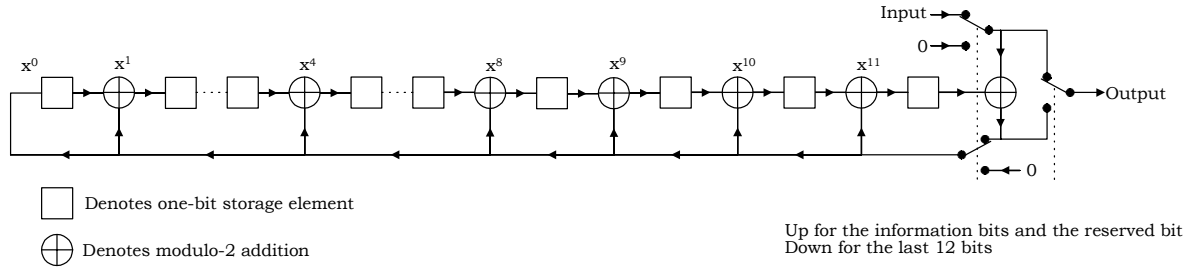 Input
0
x⁰ x¹ x⁴ x⁸ x⁹ x¹⁰ x¹¹
Output
0
Denotes one-bit storage element
Denotes modulo-2 addition
Up for the information bits and the reserved bit
Down for the last 12 bits